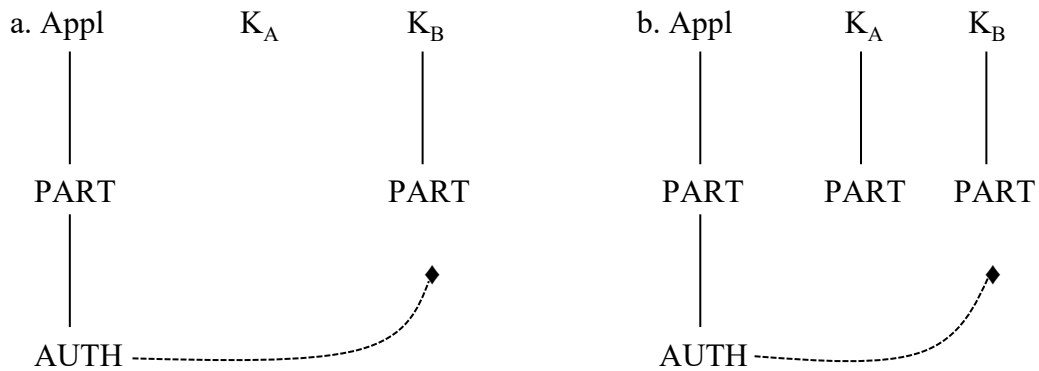 a. Appl K_A K_B b. Appl K_A K_B
PART PART PART PART PART
AUTH AUTH